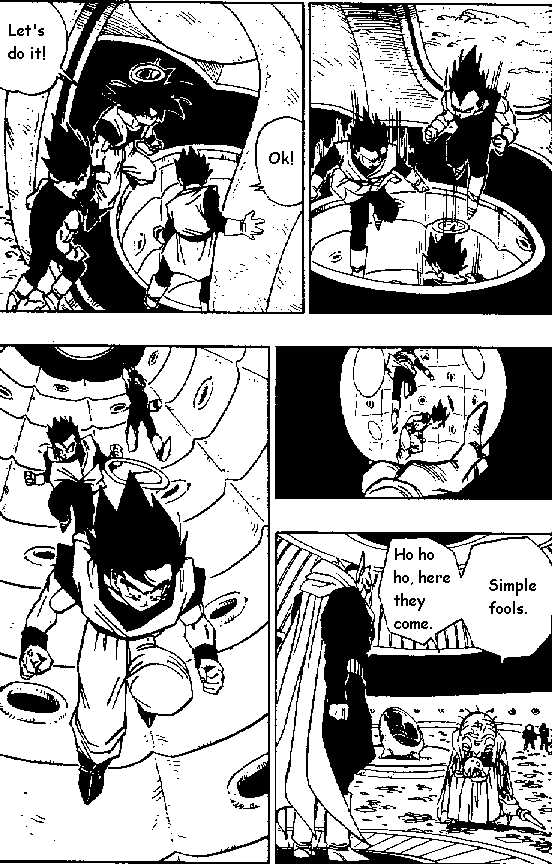 Let's
do it!
Ok!
Ho ho
ho, here
they
come.
Simple
fools.